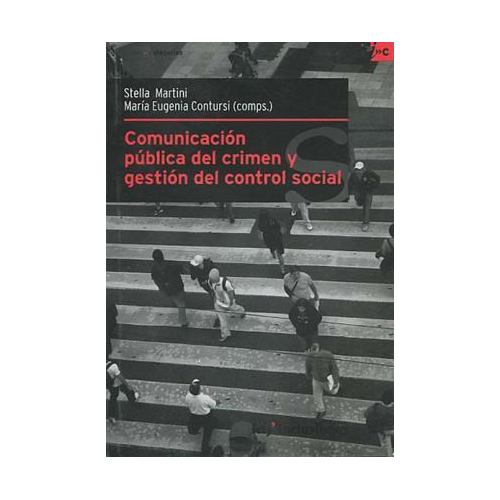 Stella Martini
María Eugenia Contursi (comps.)
Comunicación
pública del crimen y
gestión del control social
S